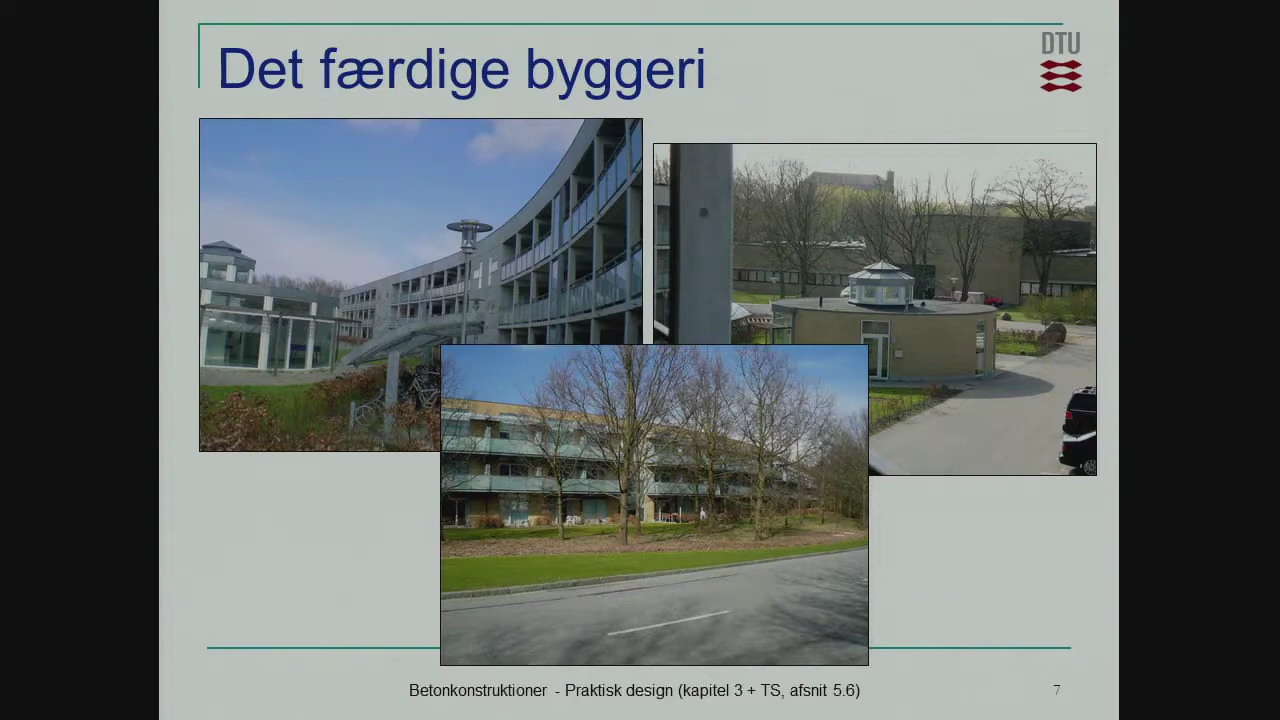 Det færdige byggeri
DTU
Betonkonstruktioner - Praktisk design (kapitel 3 + TS, afsnit 5.6)
7